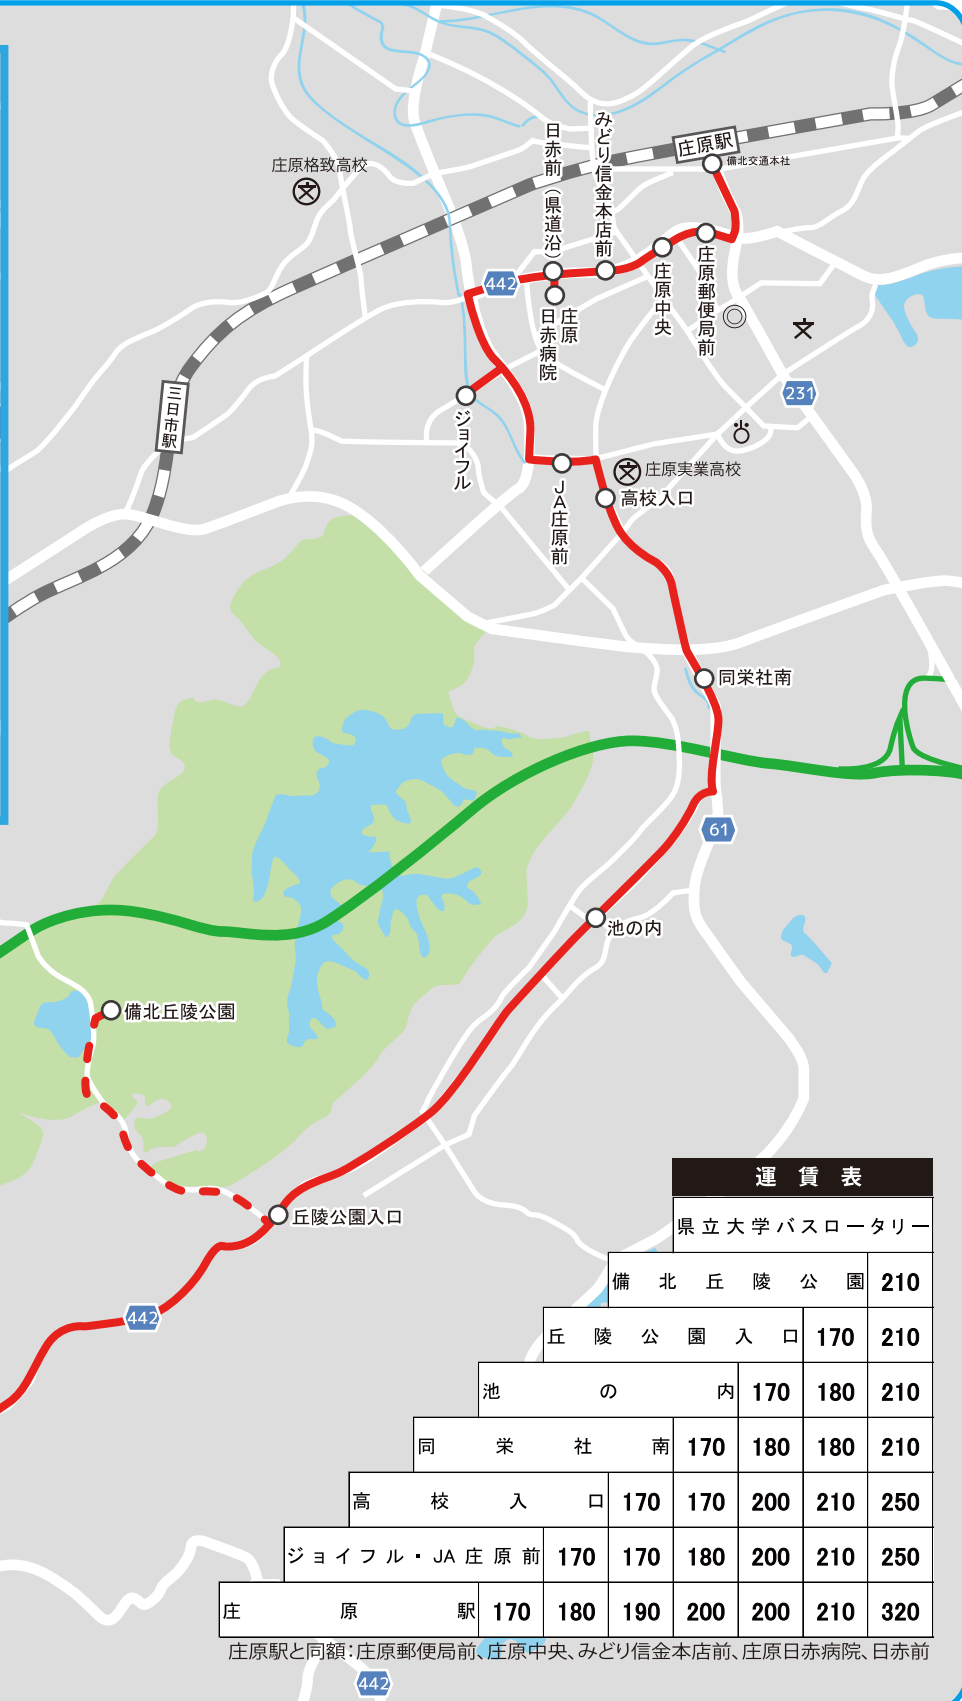 庄原格致高校
日赤前（県道沿）
みどり信金本店前
庄原駅
備北交通本社
442
庄原
日赤病院
庄原中央
庄原郵便局前
三日市駅
231
ジョイフル
JA庄原前
庄原実業高校
高校入口
同栄社南
61
池の内
備北丘陵公園
丘陵公園入口
442
運賃表
県立大学バスロータリー
備北丘陵公園 210
丘陵公園入口 170 210
池の内 170 180 210
同栄社南 170 180 180 210
高校入口 170 170 200 210 250
ジョイフル・JA庄原前 170 170 180 200 210 250
庄原駅 170 180 190 200 200 210 320
庄原駅と同額：庄原郵便局前、庄原中央、みどり信金本店前、庄原日赤病院、日赤前
442